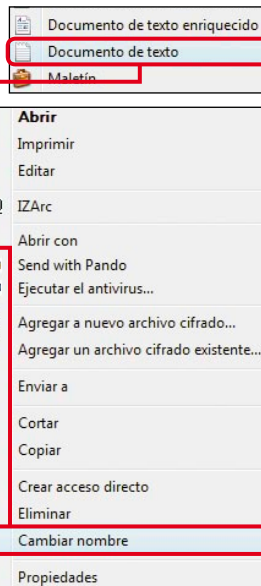 Documento de texto enriquecido
Documento de texto
Maletín
Abrir
Imprimir
Editar
IZArc
Abrir con
Send with Pando
Ejecutar el antivirus...
Agregar a nuevo archivo cifrado...
Agregar un archivo cifrado existente...
Enviar a
Cortar
Copiar
Crear acceso directo
Eliminar
Cambiar nombre
Propiedades